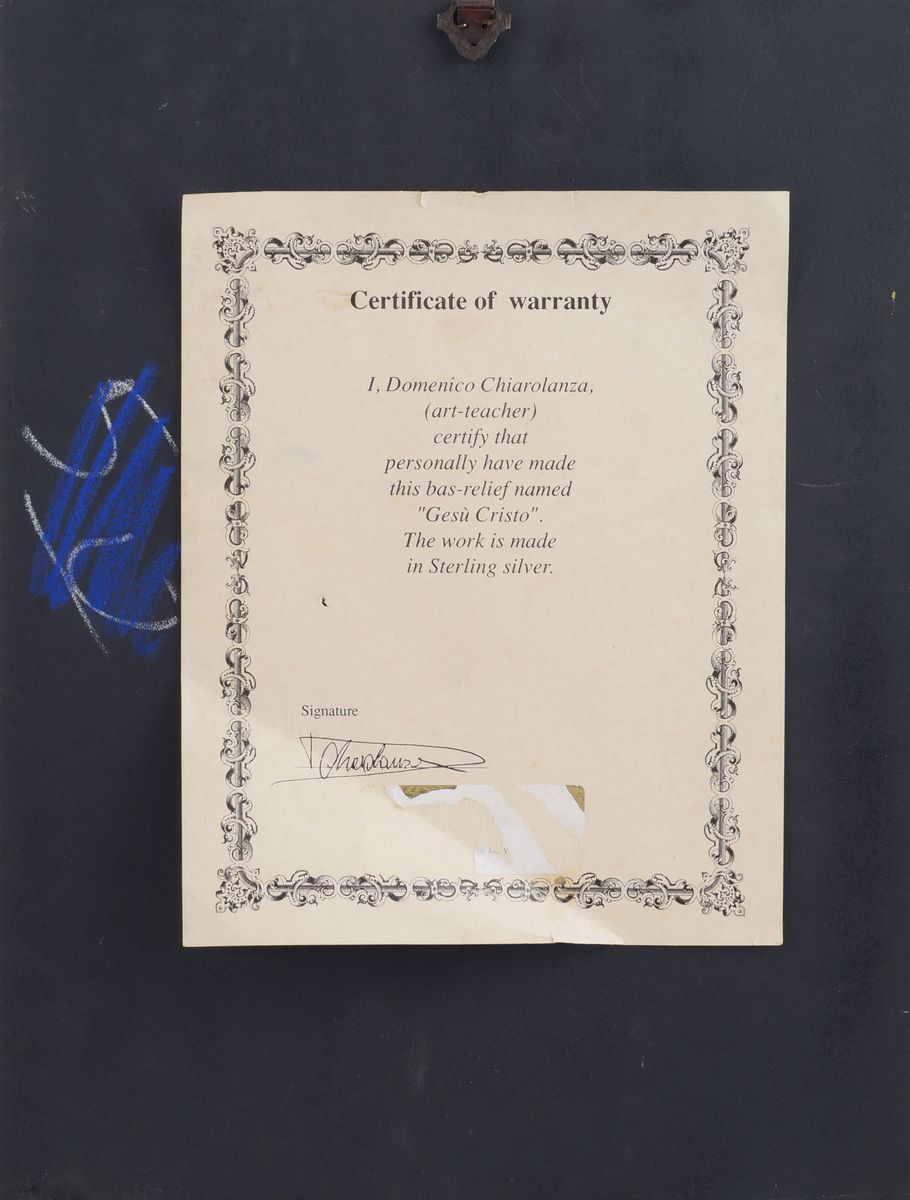 Certificate of warranty
I, Domenico Chiarolanza,
(art-teacher)
certify that
personally have made
this bas-relief named
"Gesù Cristo".
The work is made
in Sterling silver.
Signature